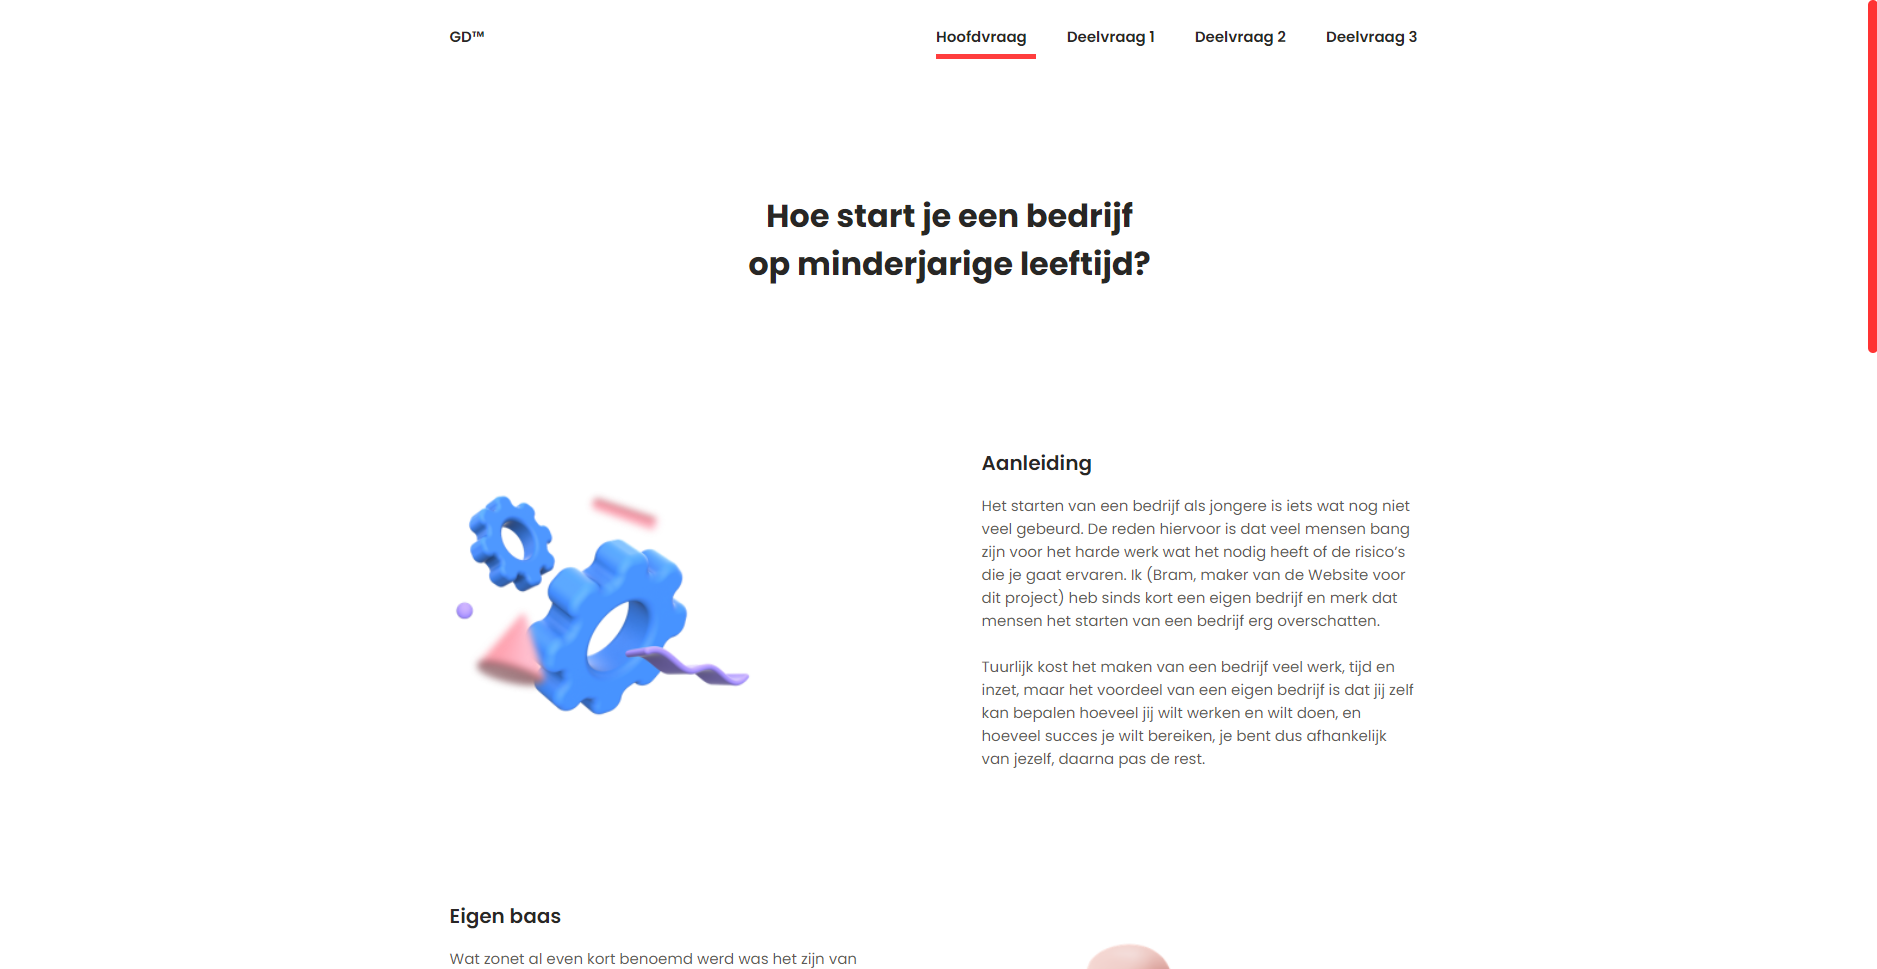 GD™
Hoofdvraag
Deelvraag 1
Deelvraag 2
Deelvraag 3
Hoe start je een bedrijf
op minderjarige leeftijd?
Aanleiding
Het starten van een bedrijf als jongere is iets wat nog niet
veel gebeurd. De reden hiervoor is dat veel mensen bang
zijn voor het harde werk wat het nodig heeft of de risico's
die je gaat ervaren. Ik (Bram, maker van de Website voor
dit project) heb sinds kort een eigen bedrijf en merk dat
mensen het starten van een bedrijf erg overschatten.
Tuurlijk kost het maken van een bedrijf veel werk, tijd en
inzet, maar het voordeel van een eigen bedrijf is dat jij zelf
kan bepalen hoeveel jij wilt werken en wilt doen, en
hoeveel succes je wilt bereiken, je bent dus afhankelijk
van jezelf, daarna pas de rest.
Eigen baas
Wat zonet al even kort benoemd werd was het zijn van